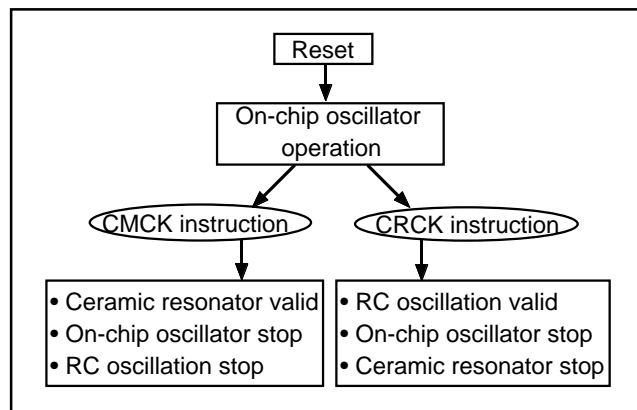 Reset
On-chip oscillator
operation
CMCK instruction
CRCK instruction
• Ceramic resonator valid
• On-chip oscillator stop
• RC oscillation stop
• RC oscillation valid
• On-chip oscillator stop
• Ceramic resonator stop